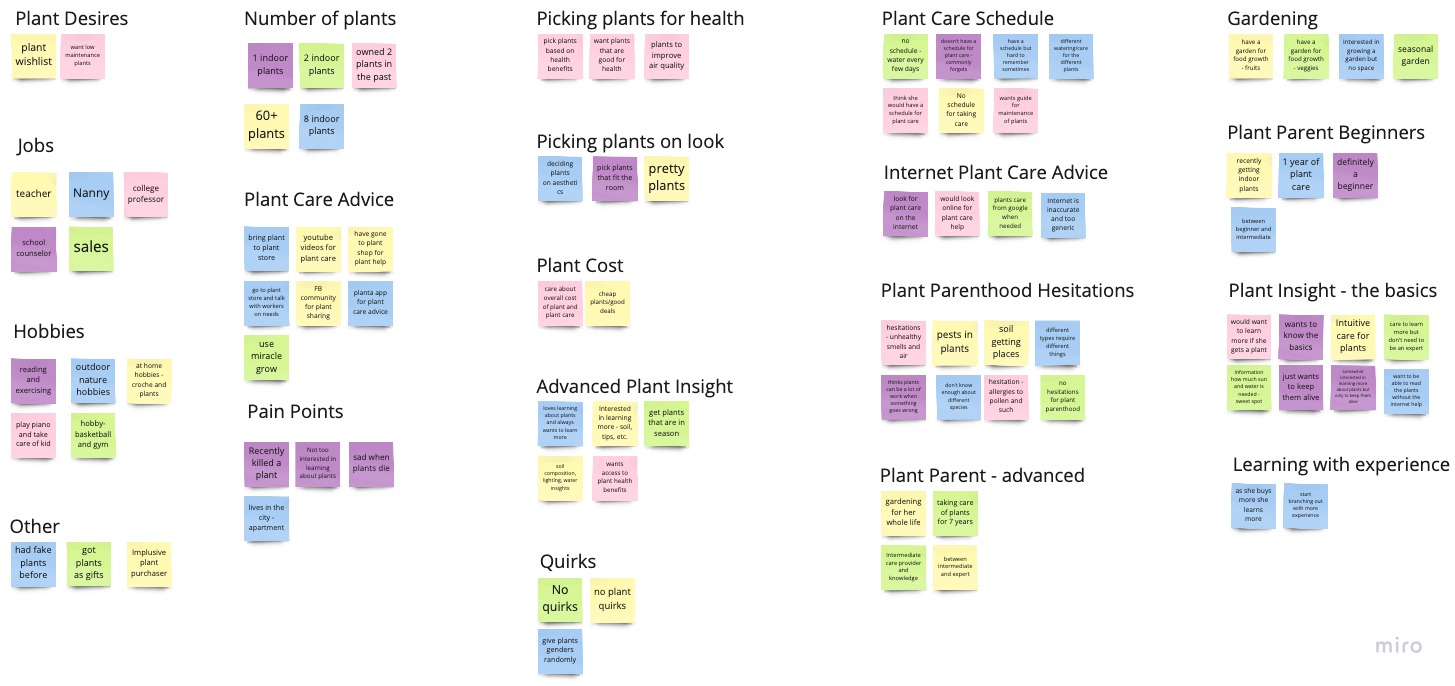 Plant Desires
plant
wishlist
want low
maintenance
plants
Jobs
teacher
Nanny
college
professor
school
counselor
sales
Hobbies
reading
and
exercising
outdoor
nature
hobbies
at home
hobbies -
croche and
plants
play piano
and take
care of kid
hobby-
basketball
and gym
Other
had fake
plants
before
got
plants
as gifts
Implusive
plant
purchaser
Number of plants
1 indoor
plants
2 indoor
plants
owned 2
plants in
the past
60+
plants
8 indoor
plants
Plant Care Advice
bring plant
to plant
store
youtube
videos for
plant care
have gone
to plant
shop for
plant help
go to plant
store and talk
with workers
on needs
FB
community
for plant
sharing
planta app
for plant
care advice
use
miracle
grow
Pain Points
Recently
killed a
plant
Not too
interested in
learning
about plants
sad when
plants die
lives in the
city -
apartment
Picking plants for health
pick plants
based on
health
benefits
want plants
that are
good for
health
plants to
improve
air quality
Picking plants on look
deciding
plants
on aestheti
cs
pick plants
that fit the
room
pretty
plants
Plant Cost
care about
overall cost
of plant and
plant care
cheap
plants/good
deals
Advanced Plant Insight
loves learning
about plants
and always
wants to learn
more
Interested
in learning
more - soil,
tips, etc.
get plants
that are in
season
soil
composition,
lighting, water
insights
wants
access to
plant health
benefits
Quirks
No
quirks
no plant
quirks
give plants
genders
randomly
Plant Care Schedule
no
schedule -
water every
few days
doesn't have a
schedule for
plant care -
commonly
forgets
have a
schedule but
hard to
remember
sometimes
different
watering/care
for the
different
plants
think she
would have a
schedule for
plant care
No
schedule
for taking
care
wants guide
for
maintenance
of plants
Internet Plant Care Advice
look for
plant care
on the
internet
would look
online for
plant care
help
plants care
from google
when
needed
Internet is
inaccurate
and too
generic
Plant Parenthood Hesitations
hesitations
- unhealthy
smells and
air
pests in
plants
soil
getting
places
different
types require
different
things
thinks plants
can be a lot of
work when
something
goes wrong
don't know
enough about
different
species
hesitation -
allergies to
pollen and
such
no
hesitations
for plant
parenthood
Plant Parent - advanced
gardening
for her
whole life
taking care
of plants
for 7 years
Intermediate
care provider
and
knowledge
between
intermediate
and expert
Gardening
have a
garden for
food growth
- fruits
have a
garden for
food growth
- veggies
Interested in
growing a
garden but
no space
seasonal
garden
Plant Parent Beginners
recently
getting
indoor
plants
1 year of
plant
care
definitely
a
beginner
between
beginner and
intermediate
Plant Insight - the basics
would want
to learn
more if she
gets a plant
wants to
know the
basics
Intuitive
care for
plants
care to learn
more but
don't need to
be an expert
Information
how much sun
and water is
needed -
sweet spot
just wants
to keep
them alive
somewhat
interested in
learning more
about plants but
only to keep them
alive
want to be
able to read
the plants
without the
internet help
Learning with experience
as she buys
more she
learns
more
start
branching out
with more
experience
miro